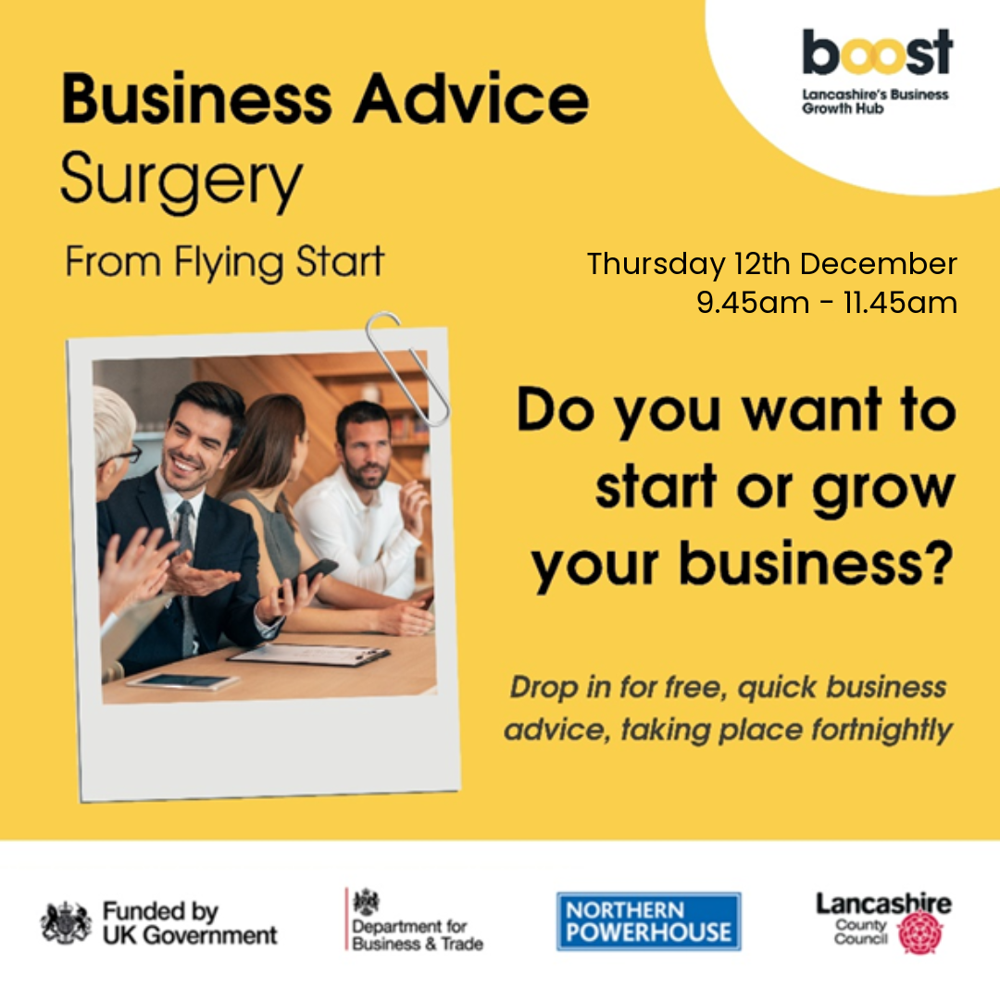 boost
Lancashire's Business
Growth Hub
Business Advice
Surgery
From Flying Start
Thursday 12th December
9.45am - 11.45am
Do you want to
start or grow
your business?
Drop in for free, quick business
advice, taking place fortnightly
Funded by
UK Government
Department for
Business & Trade
NORTHERN
POWERHOUSE
Lancashire
County
Council